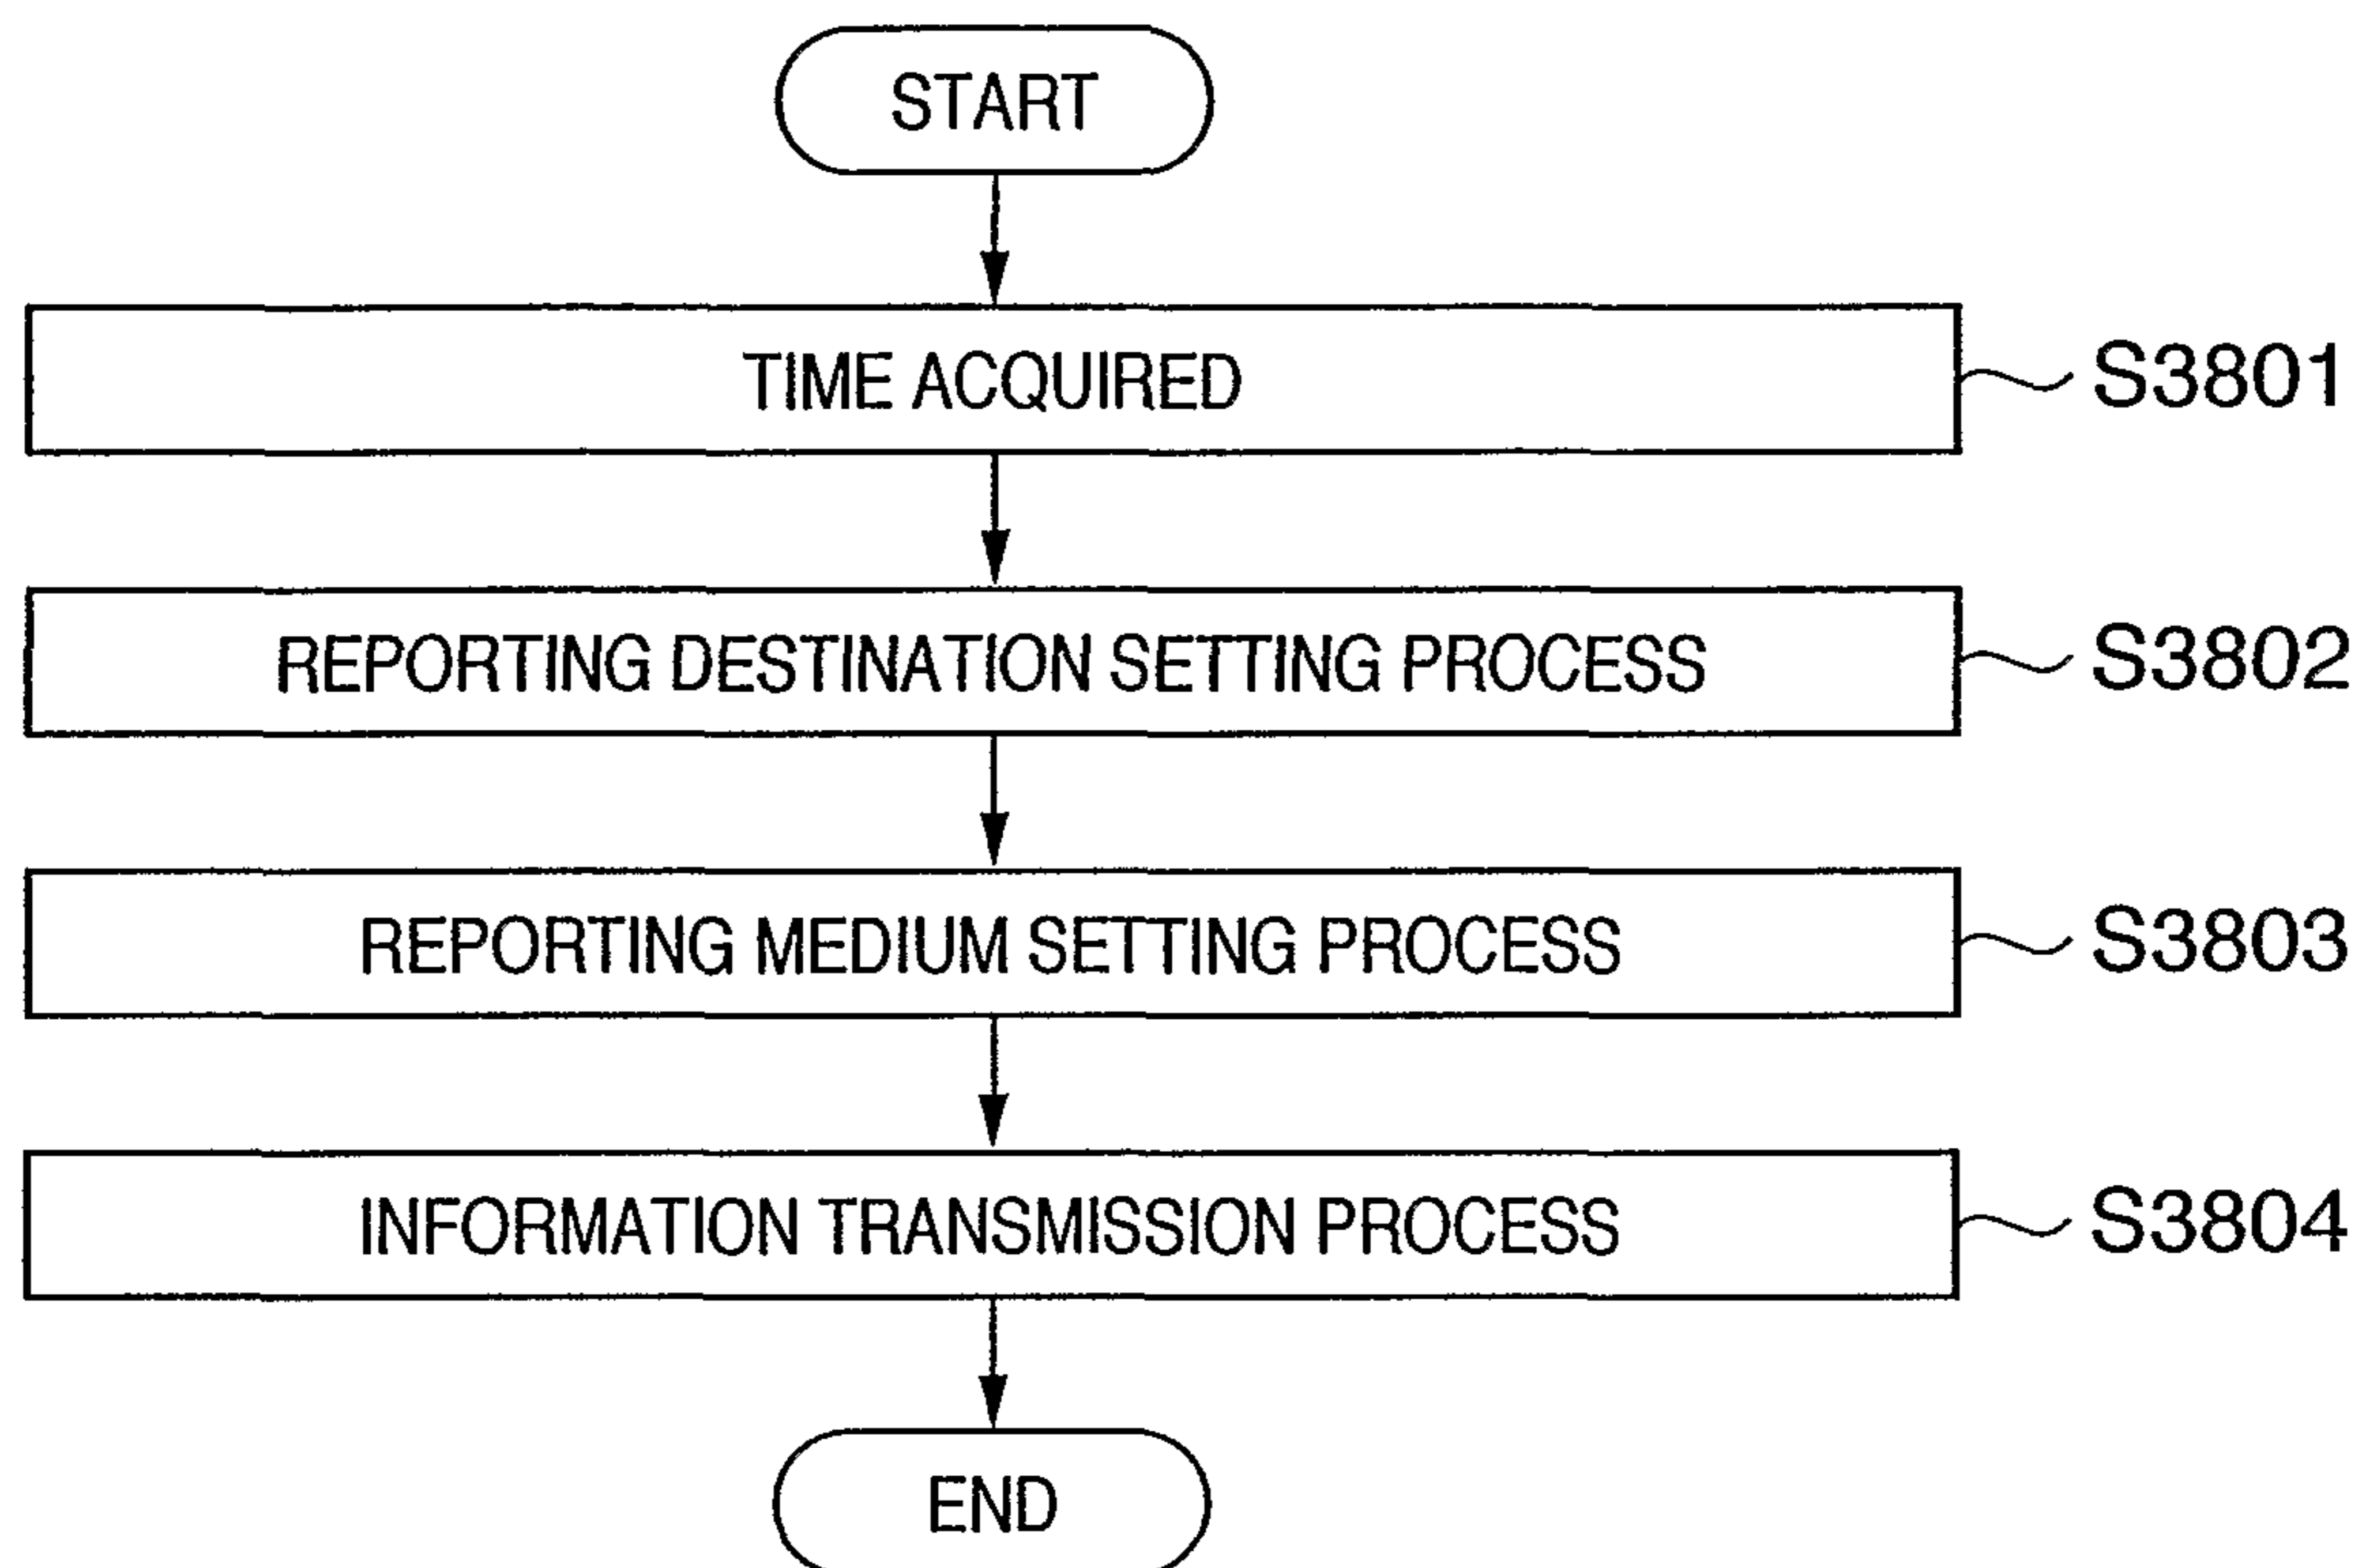 START
TIME ACQUIRED
S3801
REPORTING DESTINATION SETTING PROCESS
S3802
REPORTING MEDIUM SETTING PROCESS
S3803
INFORMATION TRANSMISSION PROCESS
S3804
END